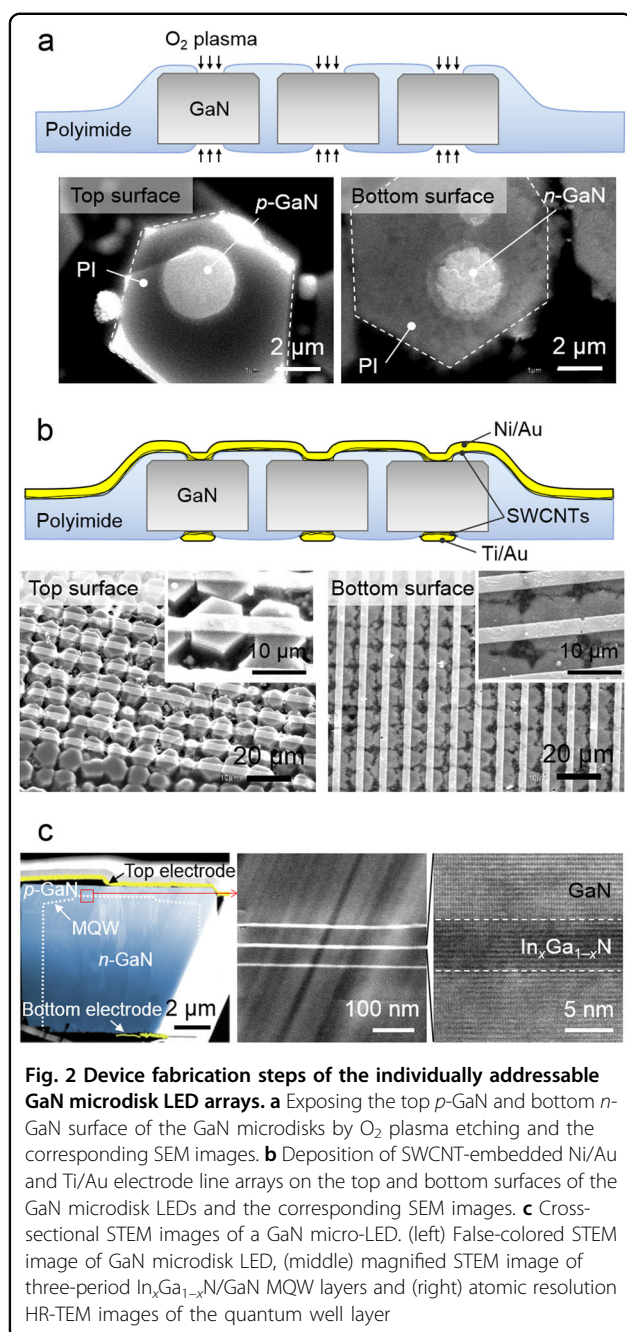 a
O₂ plasma
GaN
Polyimide
Top surface
p-GaN
PI
2 μm
1μm
Bottom surface
n-GaN
PI
2 μm
1μm
b
Ni/Au
GaN
Polyimide
SWCNTs
Ti/Au
Top surface
10 μm
20 μm
10μm
Bottom surface
10 μm
20 μm
10μm
c
Top electrode
p-GaN
MQW
n-GaN
Bottom electrode
2 μm
100 nm
GaN
InₓGa₁₋ₓN
5 nm
Fig. 2 Device fabrication steps of the individually addressable
GaN microdisk LED arrays. a Exposing the top p-GaN and bottom n-
GaN surface of the GaN microdisks by O₂ plasma etching and the
corresponding SEM images. b Deposition of SWCNT-embedded Ni/Au
and Ti/Au electrode line arrays on the top and bottom surfaces of the
GaN microdisk LEDs and the corresponding SEM images. c Cross-
sectional STEM images of a GaN micro-LED. (left) False-colored STEM
image of GaN microdisk LED, (middle) magnified STEM image of
three-period InₓGa₁₋ₓN/GaN MQW layers and (right) atomic resolution
HR-TEM images of the quantum well layer